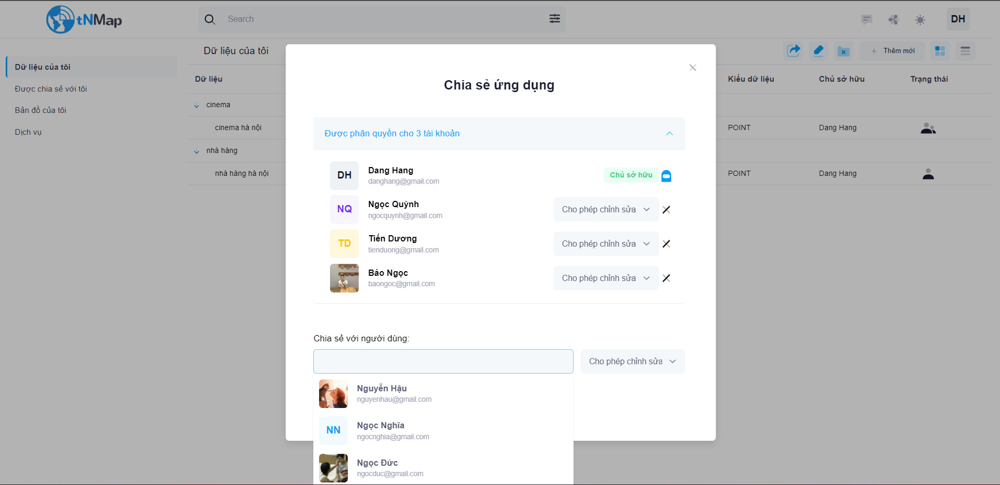 tNMap
Search
DH
Dữ liệu của tôi
Được chia sẻ với tôi
Bản đồ của tôi
Dịch vụ
Dữ liệu của tôi
Thêm mới
Dữ liệu
Kiểu dữ liệu
Chủ sở hữu
Trạng thái
cinema
cinema hà nội
POINT
Dang Hang
nhà hàng
nhà hàng hà nội
POINT
Dang Hang
Chia sẻ ứng dụng
Được phân quyền cho 3 tài khoản
DH
Dang Hang
danghang@gmail.com
Chủ sở hữu
NQ
Ngọc Quỳnh
ngocquynh@gmail.com
Cho phép chỉnh sửa
TD
Tiến Dương
tienduong@gmail.com
Cho phép chỉnh sửa
Bảo Ngọc
baongoc@gmail.com
Cho phép chỉnh sửa
Chia sẻ với người dùng:
Cho phép chỉnh sửa
Nguyễn Hậu
nguyenhau@gmail.com
NN
Ngọc Nghĩa
ngocnghia@gmail.com
Ngọc Đức
ngocduc@gmail.com